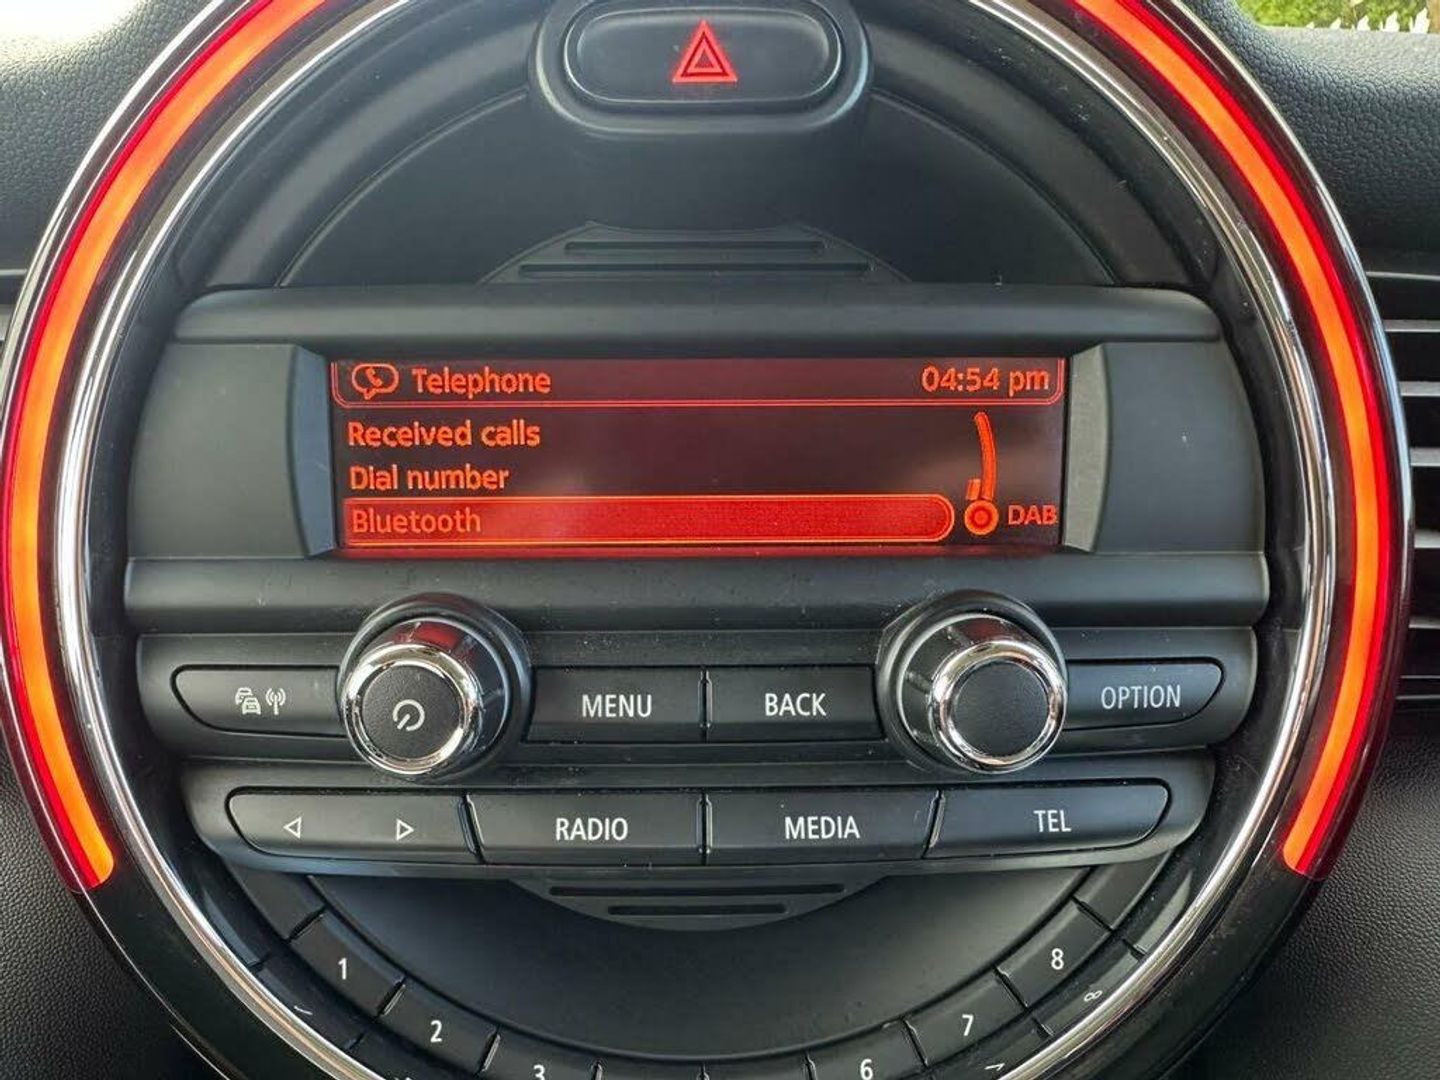 Telephone 04:54 pm
Received calls
Dial number
Bluetooth DAB
MENU BACK OPTION
RADIO MEDIA TEL
1 8
2 7
3 6